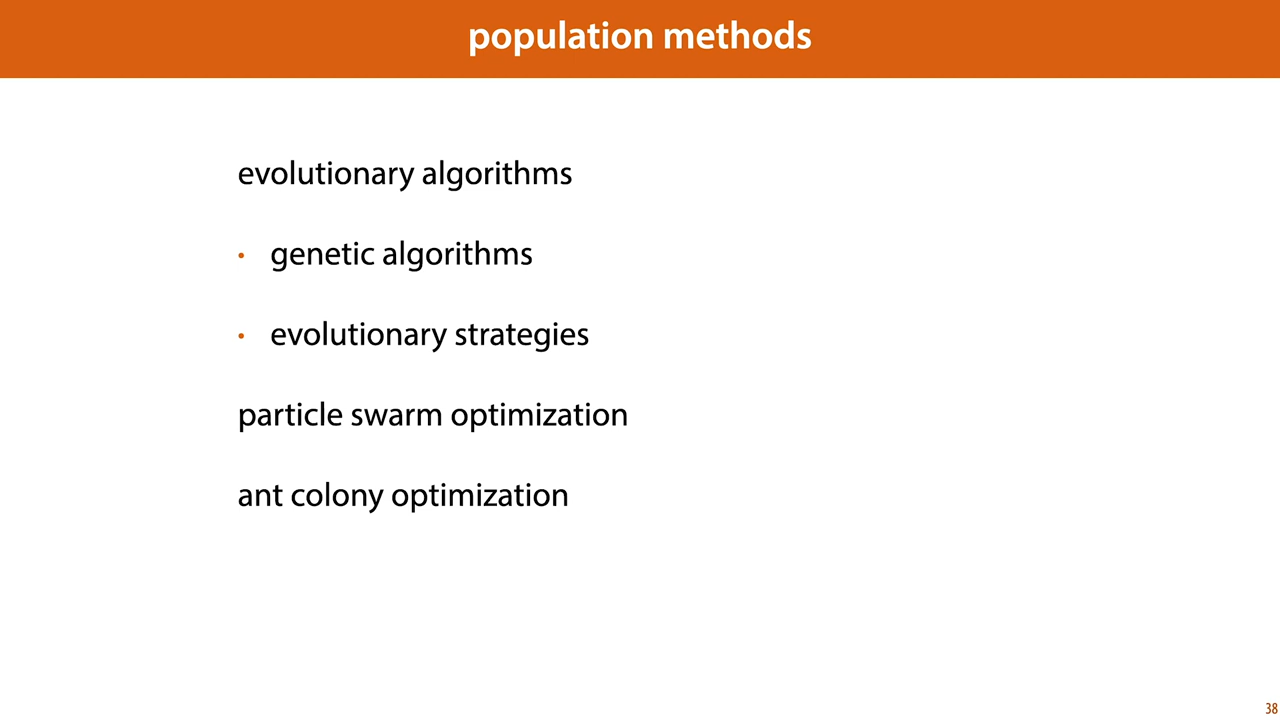 population methods
evolutionary algorithms
• genetic algorithms
• evolutionary strategies
particle swarm optimization
ant colony optimization
38